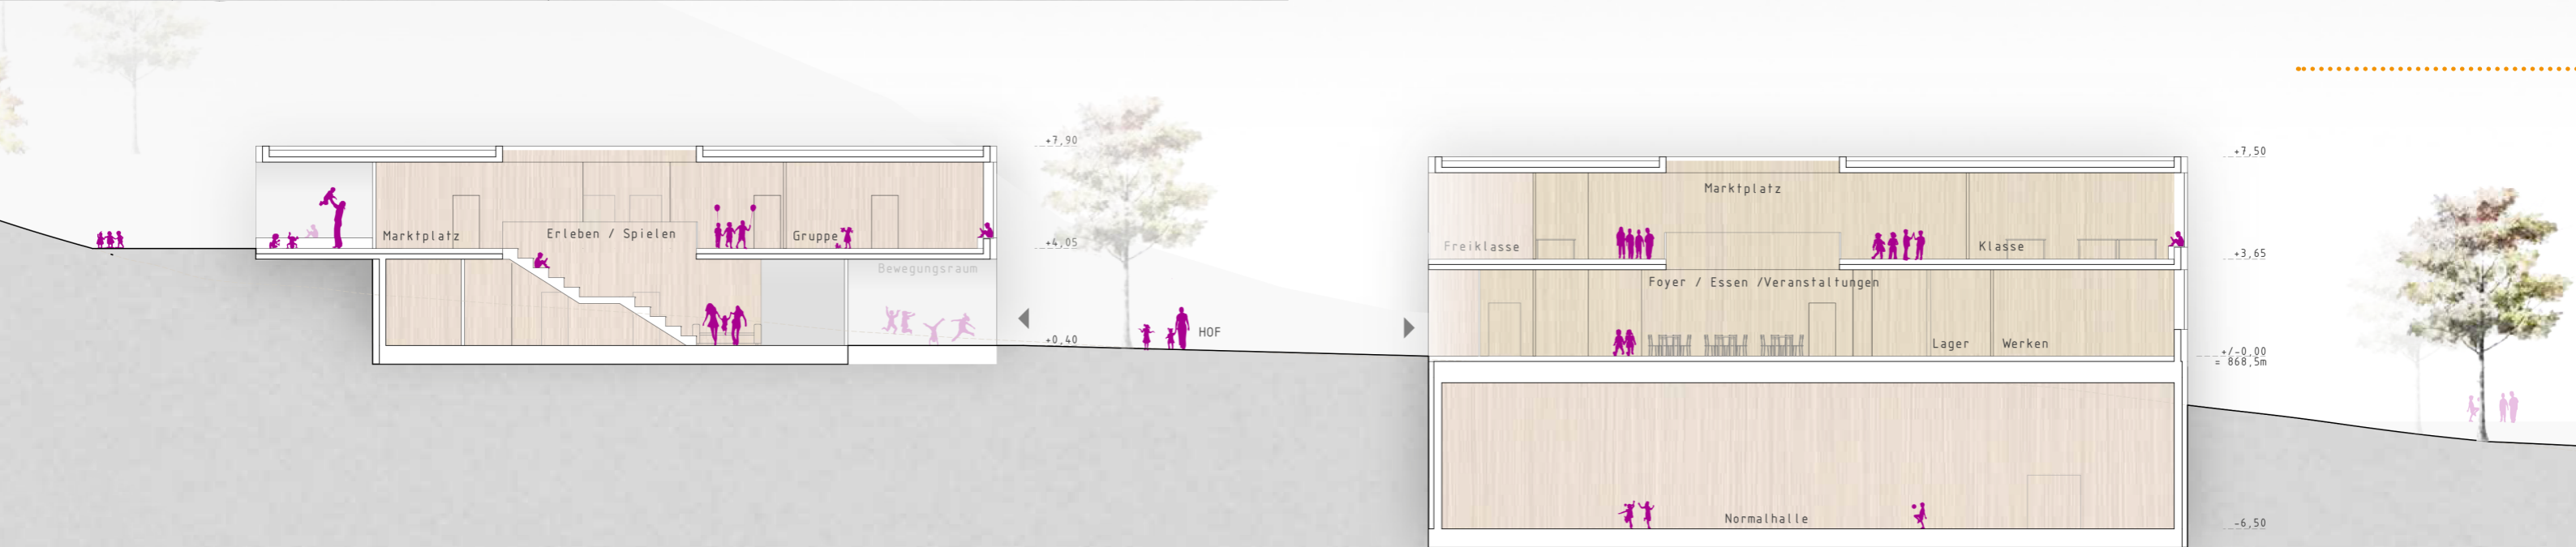 +7,90
+7,50
Marktplatz
Marktplatz
Erleben / Spielen
Gruppe
+4,05
Freiklasse
Klasse
+3,65
Bewegungsraum
Foyer / Essen /Veranstaltungen
HOF
+0,40
Lager
Werken
+/-0,00
= 868,5m
Normalhalle
-6,50